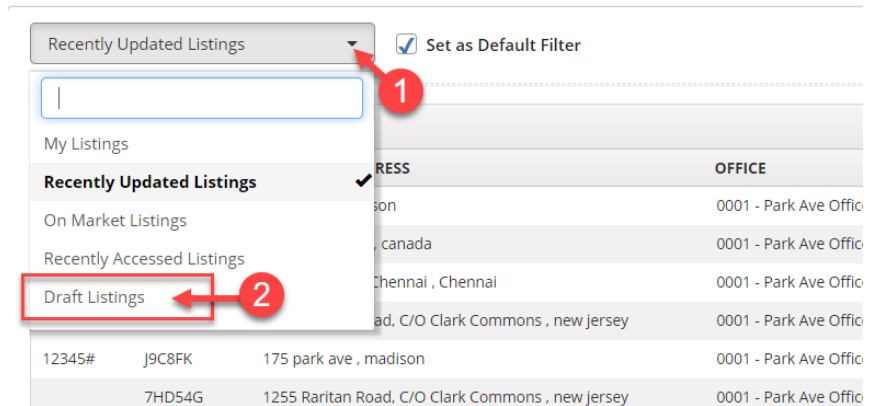 Recently Updated Listings Set as Default Filter
1
My Listings
RESS OFFICE
Recently Updated Listings
son 0001 - Park Ave Offic
On Market Listings
, canada 0001 - Park Ave Offic
Recently Accessed Listings
Chennai , Chennai 0001 - Park Ave Offic
Draft Listings 2
ad, C/O Clark Commons , new jersey 0001 - Park Ave Offic
12345# J9C8FK 175 park ave , madison 0001 - Park Ave Offic
7HD54G 1255 Raritan Road, C/O Clark Commons , new jersey 0001 - Park Ave Offic